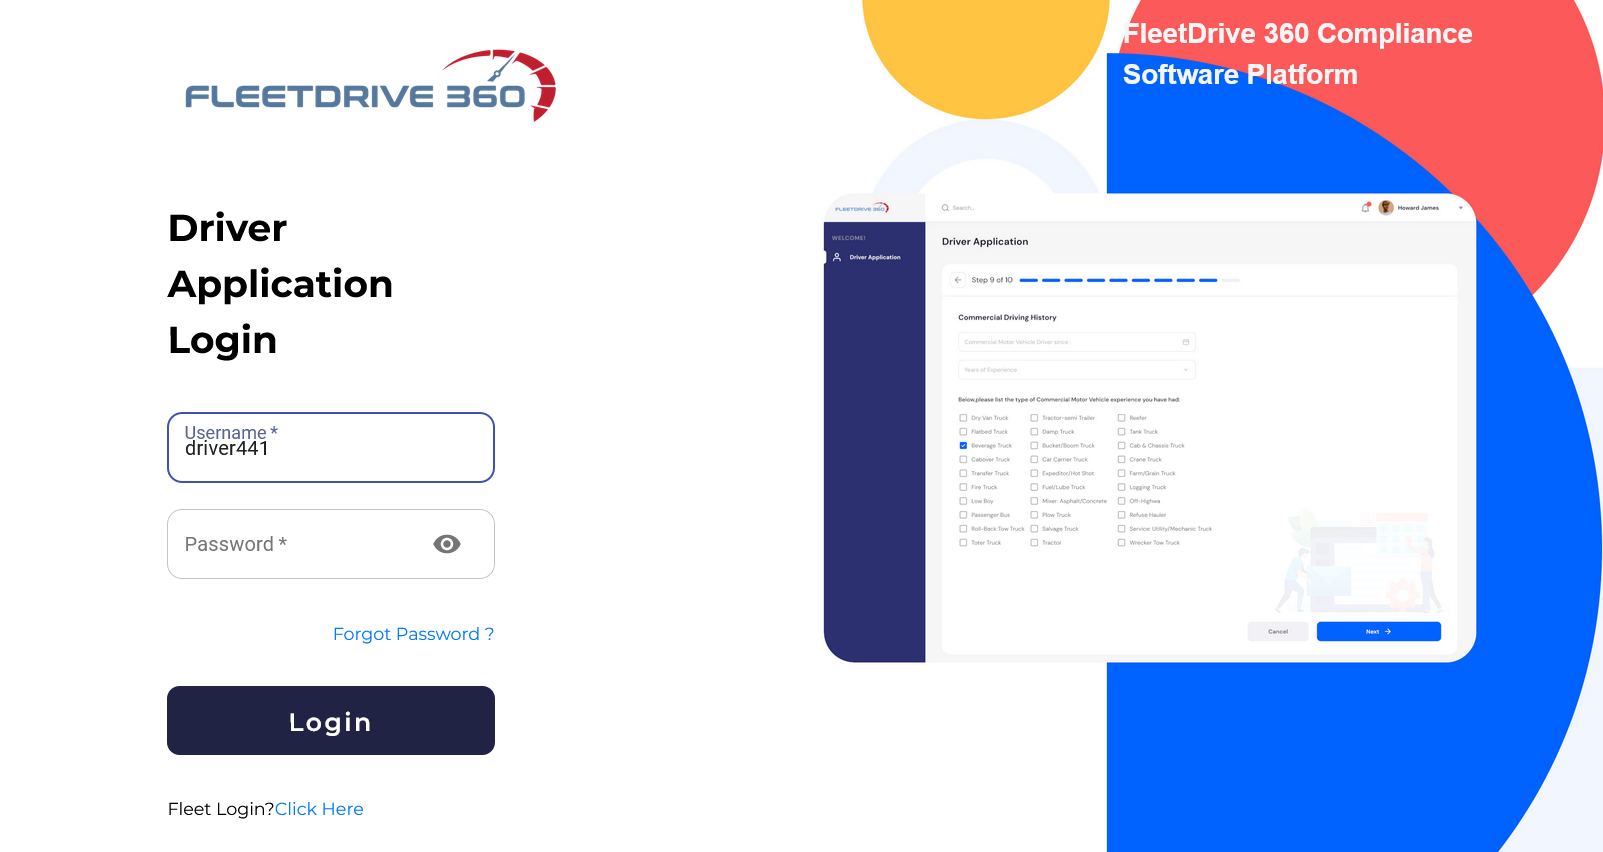 FLEETDRIVE 360
Driver
Application
Login
Username *
driver441
Password *
Forgot Password ?
Login
Fleet Login?Click Here
FleetDrive 360 Compliance
Software Platform
FLEETDRIVE 360
Search..
Howard James
WELCOME!
Driver Application
Driver Application
Step 9 of 10
Commercial Driving History
Commercial Motor Vehicle Driver since :
Years of Experience
Below,please list the type of Commercial Motor Vehicle experience you have had:
Dry Van Truck Tractor-semi Trailer Reefer
Flatbed Truck Damp Truck Tank Truck
Beverage Truck Bucket/Boom Truck Cab & Chassis Truck
Cabover Truck Car Carrier Truck Crane Truck
Transfer Truck Expeditor/Hot Shot Farm/Grain Truck
Fire Truck Fuel/Lube Truck Logging Truck
Low Boy Mixer: Asphalt/Concrete Off-Highwea
Passenger Bus Plow Truck Refuse Hauler
Roll-Back Tow Truck Salvage Truck Service: Utility/Mechanic Truck
Toter Truck Tractor Wrecker Tow Truck
Cancel
Next